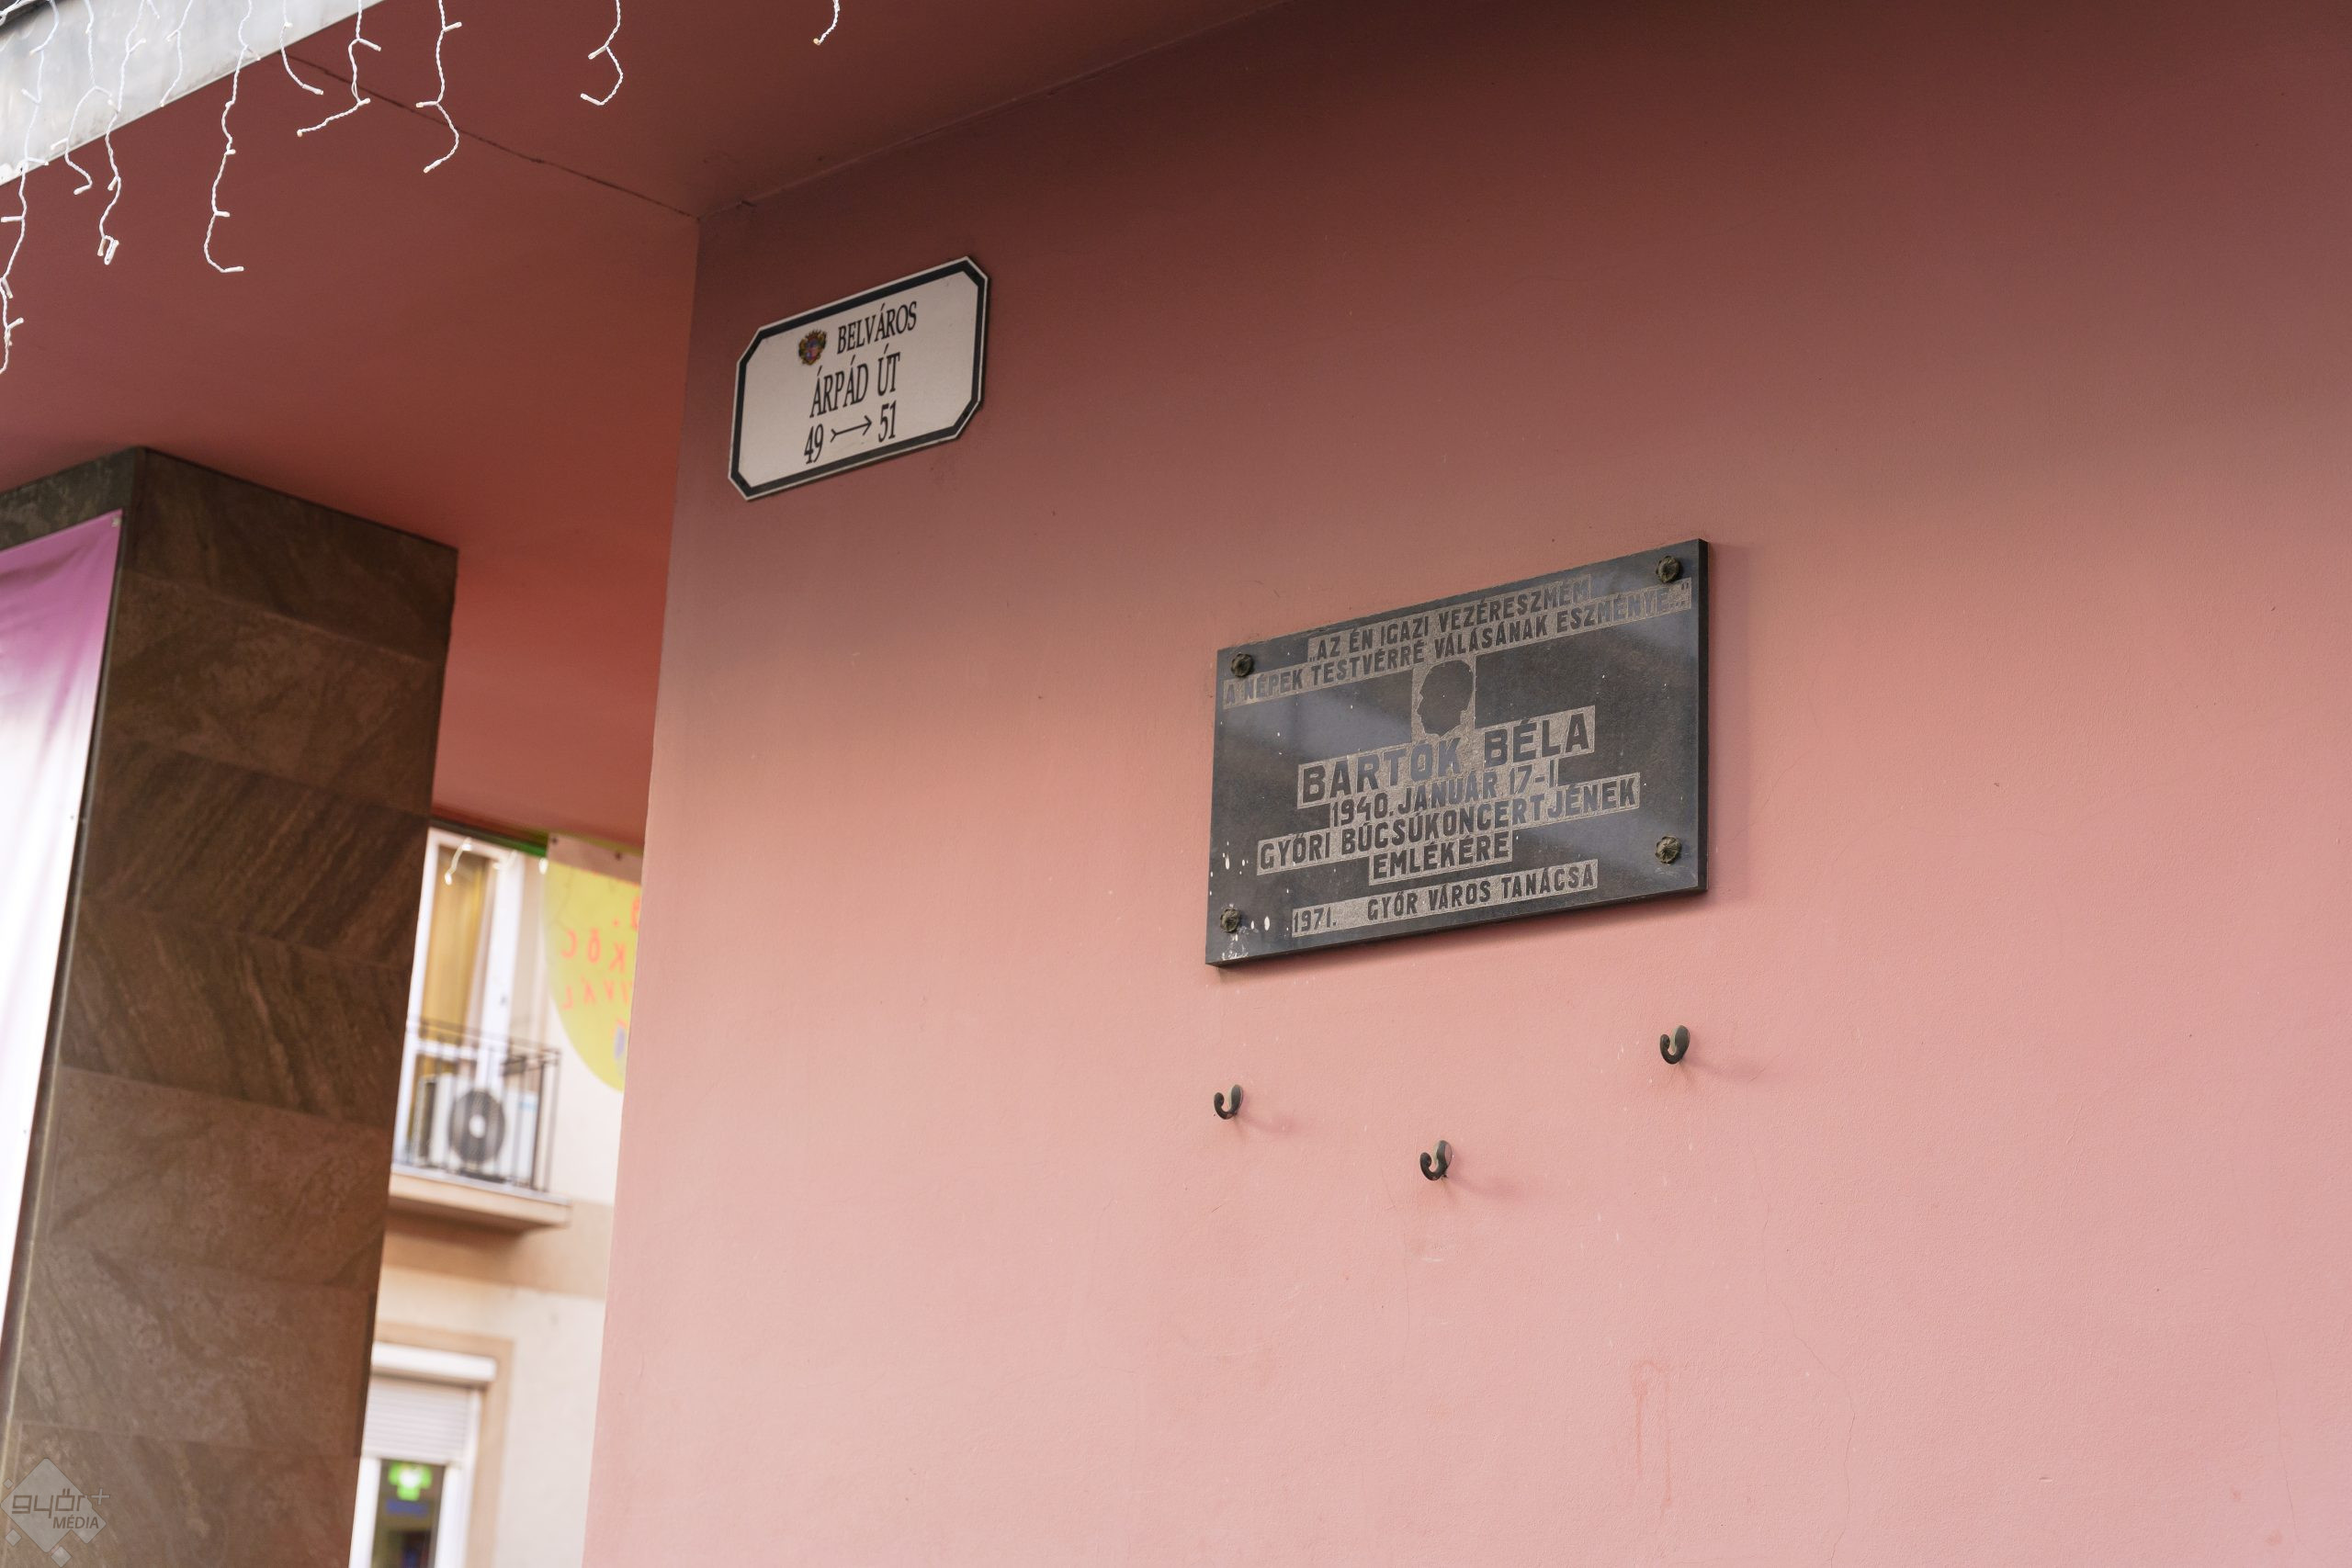 BELVÁROS
ÁRPÁD ÚT
49 → 51
„AZ ÉN IGAZI VEZÉRESZMÉM
A NÉPEK TESTVÉRRÉ VÁLÁSÁNAK ESZMÉNYE..."
BARTÓK BÉLA
1940. JANUÁR 17-I
GYŐRI BÚCSÚKONCERTJÉNEK
EMLÉKÉRE
1971. GYŐR VÁROS TANÁCSA
győr+
MÉDIA